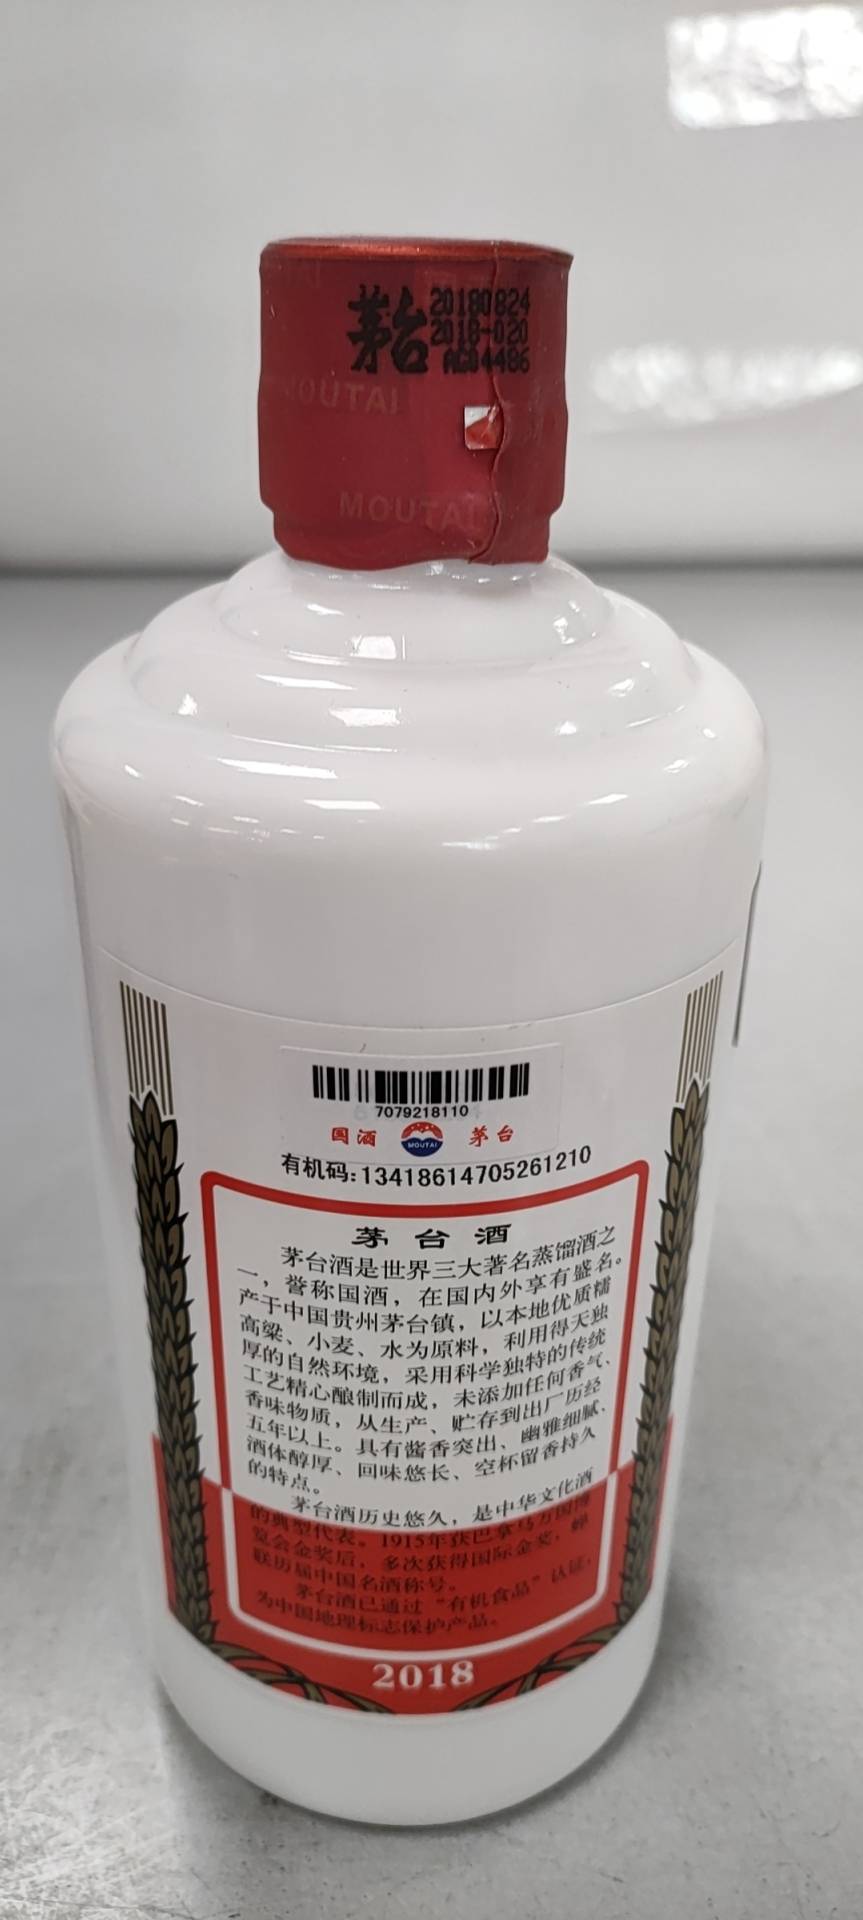 茅台
20180824
2018-020
AG04486
MOUTAI
MOUTAI
7079218110
国酒 MOUTAI 茅台
有机码:13418614705261210
茅台酒
茅台酒是世界三大著名蒸馏酒之
一，誉称国酒，在国内外享有盛名。
产于中国贵州茅台镇，以本地优质糯
高粱、小麦、水为原料，利用得天独
厚的自然环境，采用科学独特的传统
工艺精心酿制而成，未添加任何香气、
香味物质，从生产、贮存到出厂历经
五年以上。具有酱香突出、幽雅细腻、
酒体醇厚、回味悠长、空杯留香持久
的特点。
茅台酒历史悠久，是中华文化酒
的典型代表。1915年获巴拿马万国博
览会金奖后，多次获得国际金奖，蝉
联历届中国名酒称号。
茅台酒已通过“有机食品”认证，
为中国地理标志保护产品。
2018